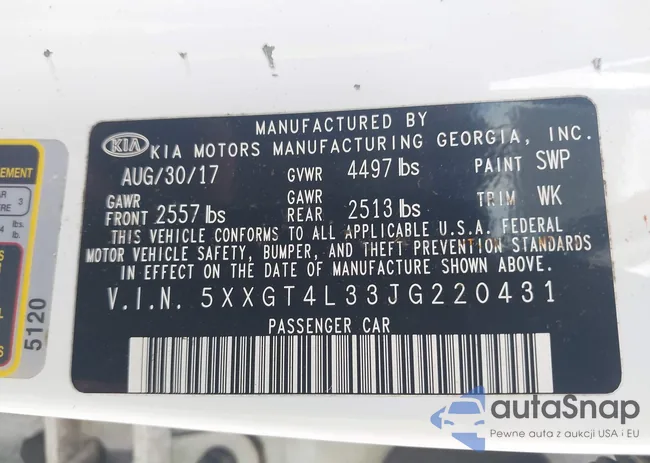 MANUFACTURED BY
KIA KIA MOTORS MANUFACTURING GEORGIA, INC.
AUG/30/17 GVWR 4497 lbs PAINT SWP
GAWR FRONT 2557 lbs GAWR REAR 2513 lbs TRIM WK
THIS VEHICLE CONFORMS TO ALL APPLICABLE U.S.A. FEDERAL
MOTOR VEHICLE SAFETY, BUMPER, AND THEFT PREVENTION STANDARDS
IN EFFECT ON THE DATE OF MANUFACTURE SHOWN ABOVE.
V.I.N. 5XXGT4L33JG220431
PASSENGER CAR
5120
autaSnap
Pewne auta z aukcji USA i EU